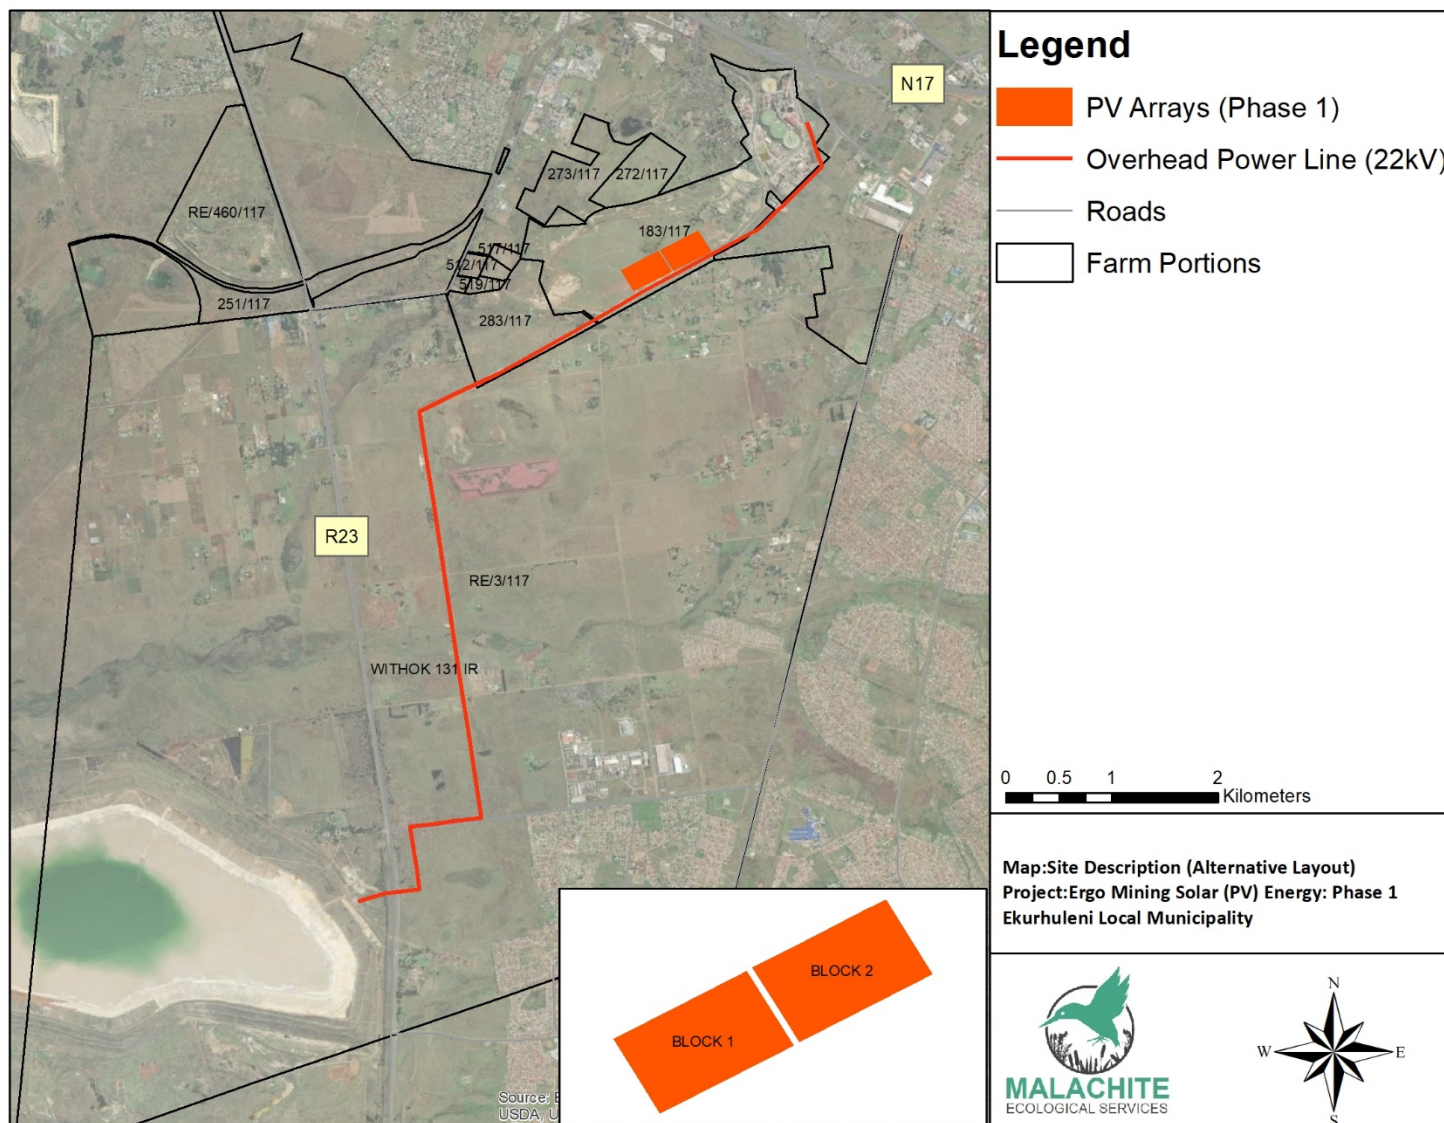 N17
273/117
272/117
RE/460/117
183/117
517/117
512/117
519/117
251/117
283/117
R23
RE/3/117
WITHOK 131 IR
BLOCK 2
BLOCK 1
Source: E
USDA, U
Legend
PV Arrays (Phase 1)
Overhead Power Line (22kV)
Roads
Farm Portions
0 0.5 1 2
Kilometers
Map:Site Description (Alternative Layout)
Project:Ergo Mining Solar (PV) Energy: Phase 1
Ekurhuleni Local Municipality
MALACHITE
ECOLOGICAL SERVICES
N
W E
S